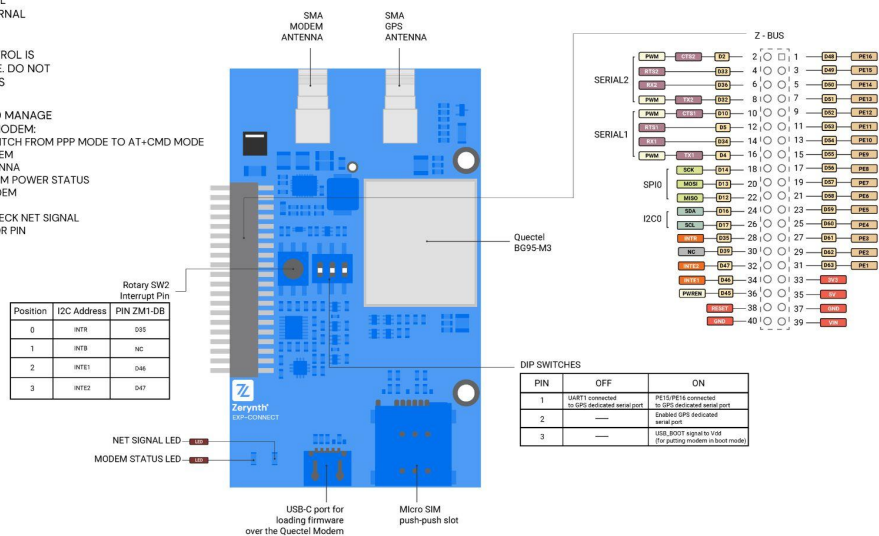 RNAL
ROL IS
E. DO NOT
S
MANAGE
ODEM:
ITCH FROM PPP MODE TO AT+CMD MODE
EM
NNA
M POWER STATUS
DEM
ECK NET SIGNAL
R PIN
SMA
MODEM
ANTENNA
SMA
GPS
ANTENNA
Quectel
BG95-M3
Rotary SW2
Interrupt Pin
Position I2C Address PIN ZM1-DB
0 INTR D35
1 INTB NC
2 INTE1 D46
3 INTE2 D47
Zerynth
EXP-CONNECT
NET SIGNAL LED LED
MODEM STATUS LED LED
USB-C port for
loading firmware
over the Quectel Modem
MIcro SIM
push-push slot
DIP SWITCHES
PIN OFF ON
1 UART1 connected
to GPS dedicated serial port
PE15/PE16 connected
to GPS dedicated serial port
2 — Enabled GPS dedicated
serial port
3 — USB_BOOT signal to Vdd
(for putting modem in boot mode)
Z - BUS
SERIAL2
SERIAL1
SPI0
I2C0
PWM CTS2 D2 2 1 D48 PE16
RTS2 D33 4 3 D49 PE15
RX2 D36 6 5 D50 PE14
PWM TX2 D32 8 7 D51 PE13
PWM CTS1 D10 10 9 D52 PE12
RTS1 D5 12 11 D53 PE11
RX1 D34 14 13 D54 PE10
PWM TX1 D4 16 15 D55 PE9
SCK D14 18 17 D56 PE8
MOSI D13 20 19 D57 PE7
MISO D12 22 21 D58 PE6
SDA D16 24 23 D59 PE5
SCL D17 26 25 D60 PE4
INTR D35 28 27 D61 PE3
NC D39 30 29 D62 PE2
INTE2 D47 32 31 D63 PE1
INTE1 D46 34 33 3V3
PWREN D45 36 35 5V
RESET 38 37 GND
GND 40 39 VIN